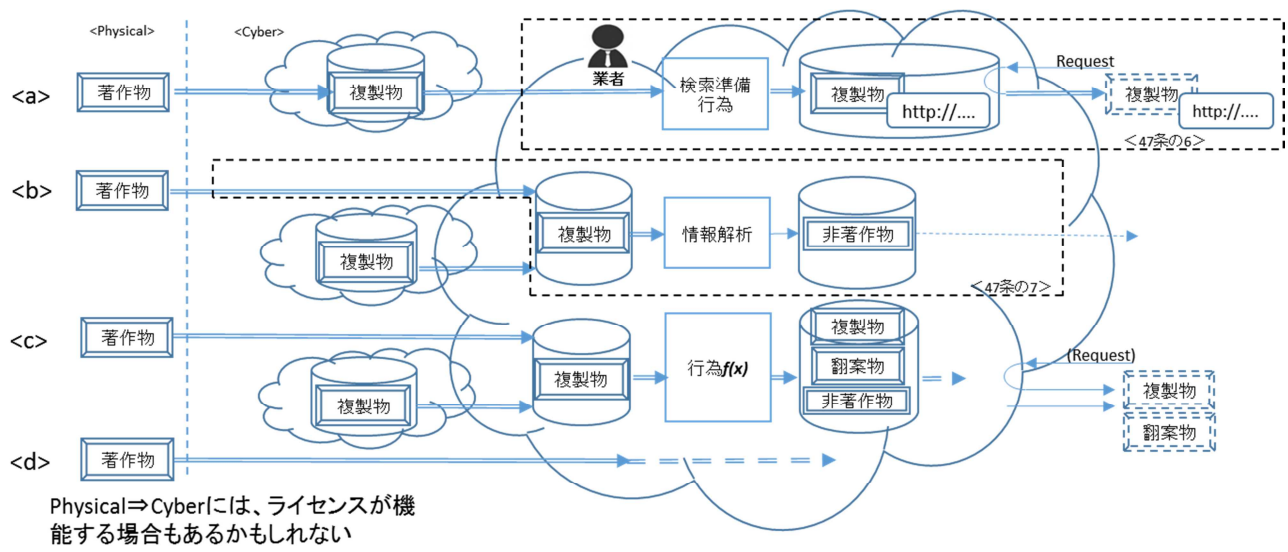 <Physical>
<Cyber>
<a>
著作物
複製物
業者
検索準備
行為
複製物
http://....
Request
複製物
http://....
＜47条の6＞
<b>
著作物
複製物
複製物
情報解析
非著作物
＜47条の7＞
<c>
著作物
複製物
複製物
行為f(x)
複製物
翻案物
非著作物
(Request)
複製物
翻案物
<d>
著作物
Physical⇒Cyberには、ライセンスが機
能する場合もあるかもしれない